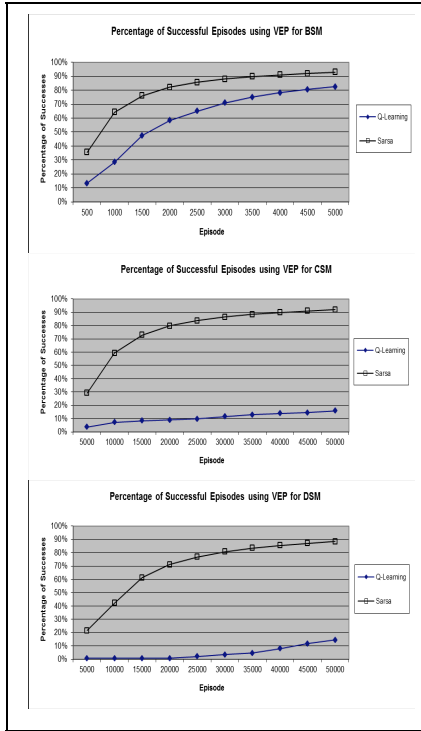 Percentage of Successful Episodes using VEP for BSM
Percentage of Successes
90%
80%
70%
60%
50%
40%
30%
20%
10%
0%
100%
500 1000 1500 2000 2500 3000 3500 4000 4500 5000
Episode
Q-Learning
Sarsa
Percentage of Successful Episodes using VEP for CSM
Percentage of Successes
100%
90%
80%
70%
60%
50%
40%
30%
20%
10%
0%
5000 10000 15000 20000 25000 30000 35000 40000 45000 50000
Episode
Q-Learning
Sarsa
Percentage of Successful Episodes using VEP for DSM
Percentage of Successes
100%
90%
80%
70%
60%
50%
40%
30%
20%
10%
0%
5000 10000 15000 20000 25000 30000 35000 40000 45000 50000
Episode
Q-Learning
Sarsa